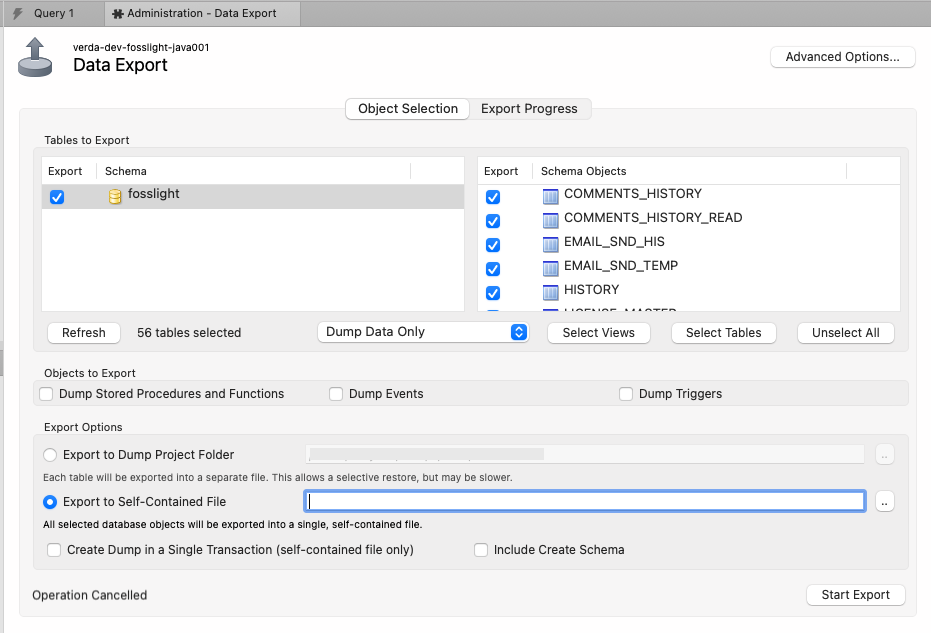 Query 1
Administration - Data Export
verda-dev-fosslight-java001
Data Export
Advanced Options...
Object Selection
Export Progress
Tables to Export
Export Schema
fosslight
Export Schema Objects
COMMENTS_HISTORY
COMMENTS_HISTORY_READ
EMAIL_SND_HIS
EMAIL_SND_TEMP
HISTORY
LICENSE_MASTER
Refresh
56 tables selected
Dump Data Only
Select Views
Select Tables
Unselect All
Objects to Export
Dump Stored Procedures and Functions
Dump Events
Dump Triggers
Export Options
Export to Dump Project Folder
..
Each table will be exported into a separate file. This allows a selective restore, but may be slower.
Export to Self-Contained File
..
All selected database objects will be exported into a single, self-contained file.
Create Dump in a Single Transaction (self-contained file only)
Include Create Schema
Operation Cancelled
Start Export